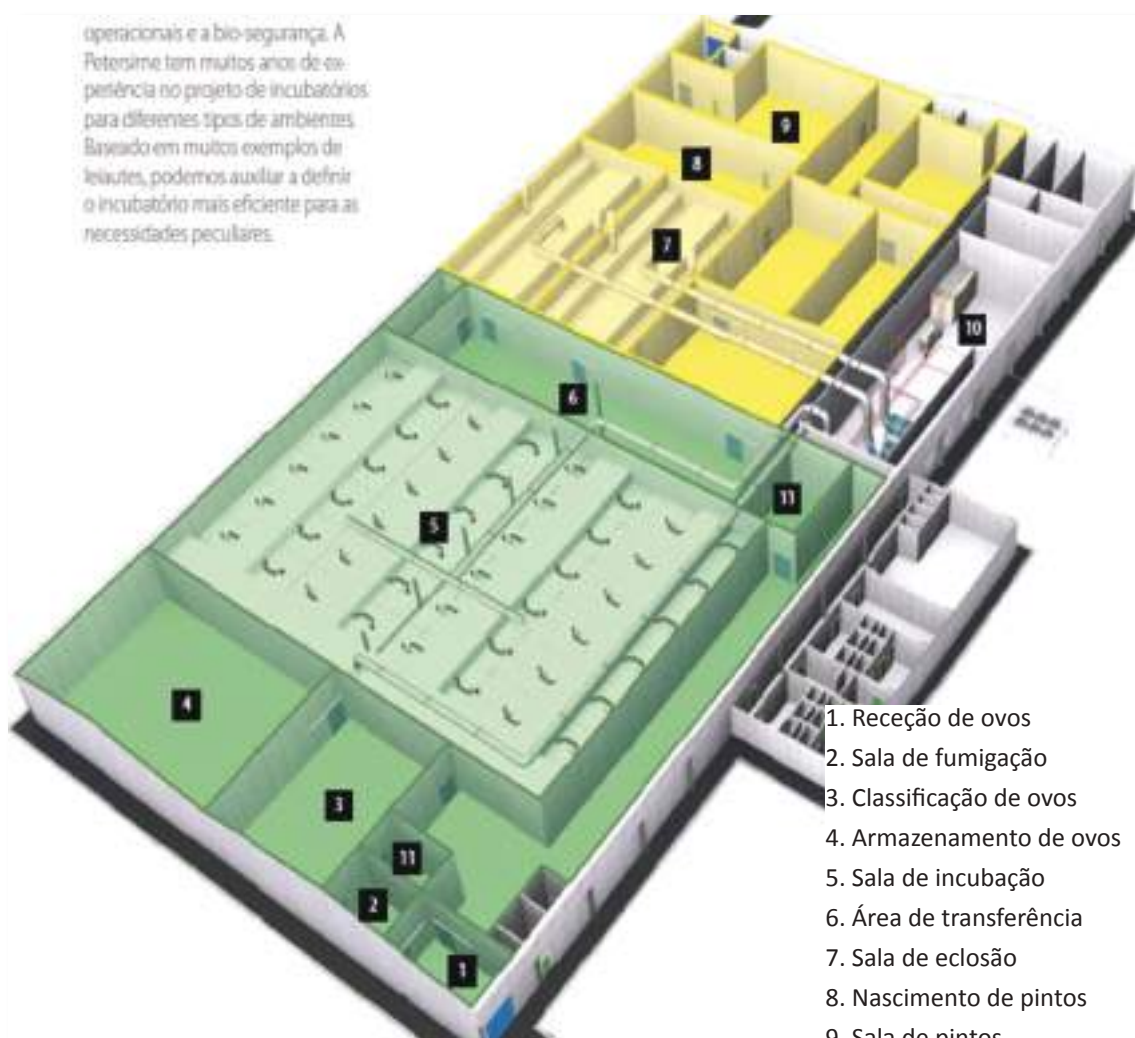 operacionais e a bio-segurança. A
Petersime tem muitos anos de ex-
periência no projeto de incubatórios
para diferentes tipos de ambientes.
Baseado em muitos exemplos de
leiautes, podemos auxiliar a definir
o incubatório mais eficiente para as
necessidades peculiares.
9
8
7
10
6
11
5
4
3
11
2
1
1. Receção de ovos
2. Sala de fumigação
3. Classificação de ovos
4. Armazenamento de ovos
5. Sala de incubação
6. Área de transferência
7. Sala de eclosão
8. Nascimento de pintos
9. Sala de pintos